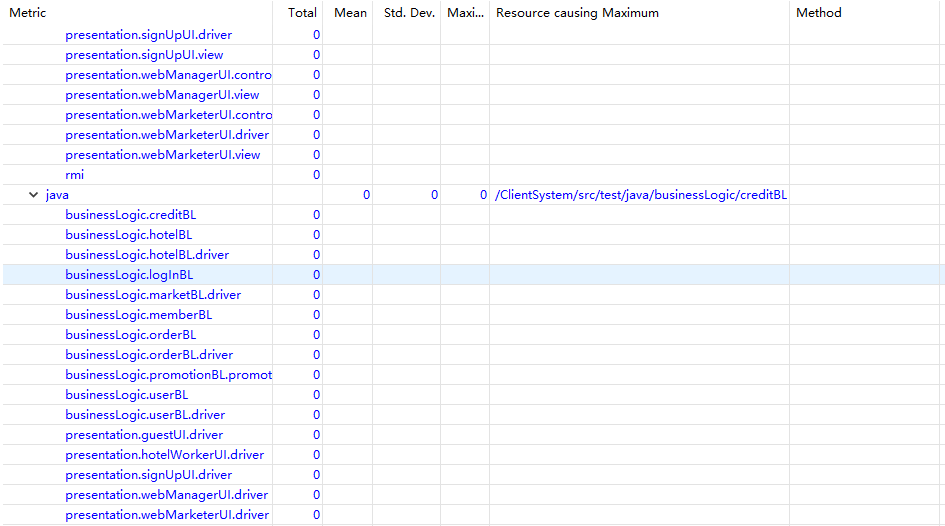 Metric Total Mean Std. Dev. Maxi... Resource causing Maximum Method
presentation.signUpUI.driver 0
presentation.signUpUI.view 0
presentation.webManagerUI.contro 0
presentation.webManagerUI.view 0
presentation.webMarketerUI.contro 0
presentation.webMarketerUI.driver 0
presentation.webMarketerUI.view 0
rmi 0
java 0 0 0 /ClientSystem/src/test/java/businessLogic/creditBL
businessLogic.creditBL 0
businessLogic.hotelBL 0
businessLogic.hotelBL.driver 0
businessLogic.logInBL 0
businessLogic.marketBL.driver 0
businessLogic.memberBL 0
businessLogic.orderBL 0
businessLogic.orderBL.driver 0
businessLogic.promotionBL.promot 0
businessLogic.userBL 0
businessLogic.userBL.driver 0
presentation.guestUI.driver 0
presentation.hotelWorkerUI.driver 0
presentation.signUpUI.driver 0
presentation.webManagerUI.driver 0
presentation.webMarketerUI.driver 0